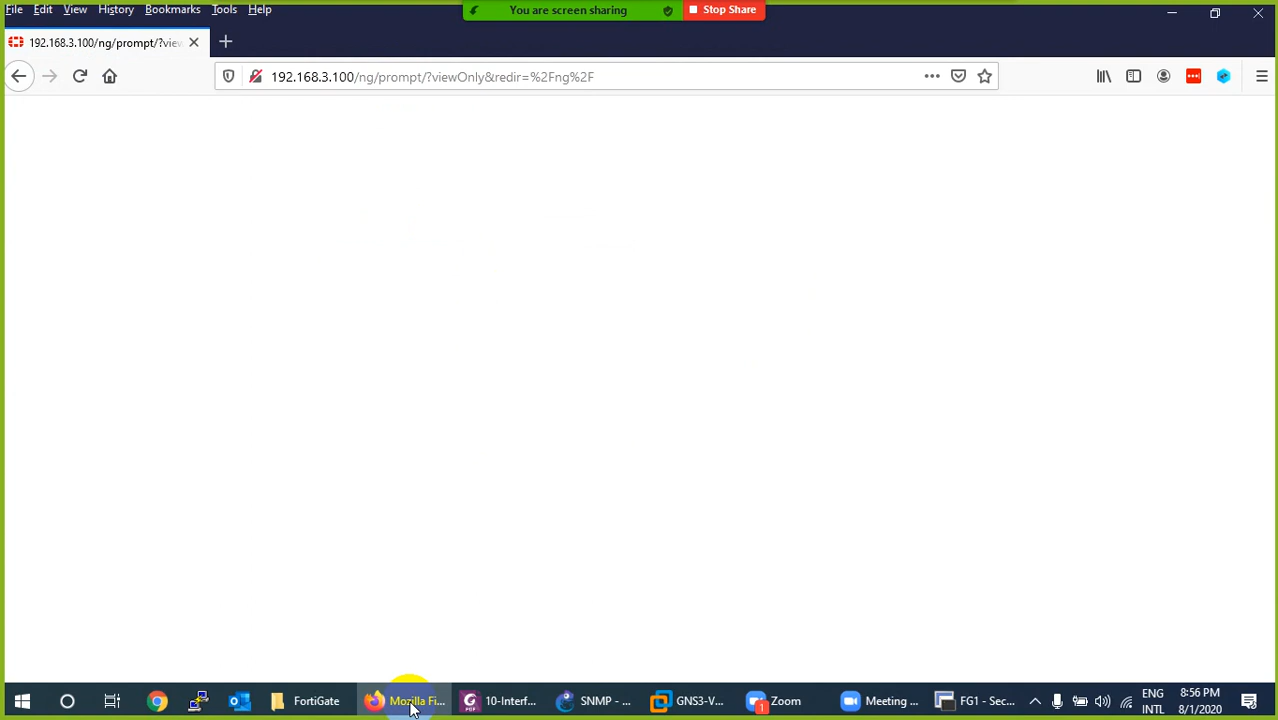 You are screen sharing Stop Share
File Edit View History Bookmarks Tools Help
192.168.3.100/ng/prompt/?view
192.168.3.100/ng/prompt/?viewOnly&redir=%2Fng%2F
FortiGate Mozilla Fi... 10-Interf... SNMP - ... GNS3-V... 1 Zoom Meeting ... FG1 - Sec... ENG INTL 8:56 PM 8/1/2020